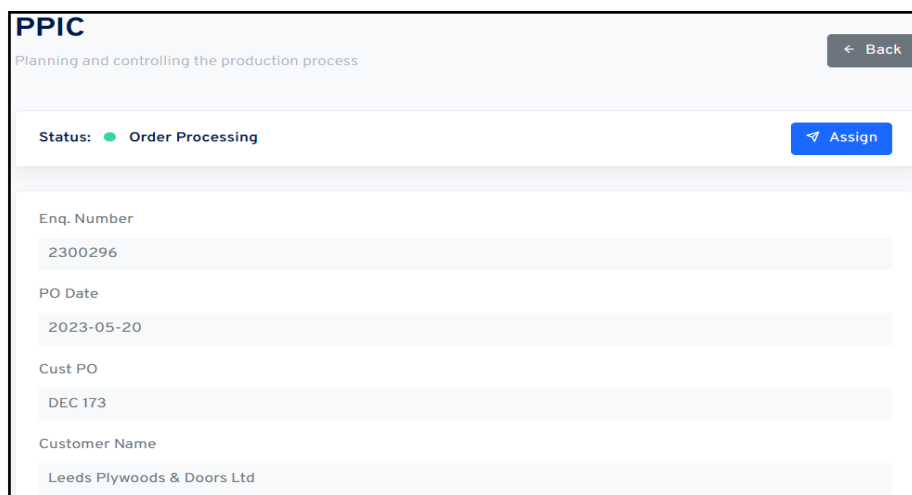 PPIC
Planning and controlling the production process
← Back
Status: Order Processing
Assign
Enq. Number
2300296
PO Date
2023-05-20
Cust PO
DEC 173
Customer Name
Leeds Plywoods & Doors Ltd